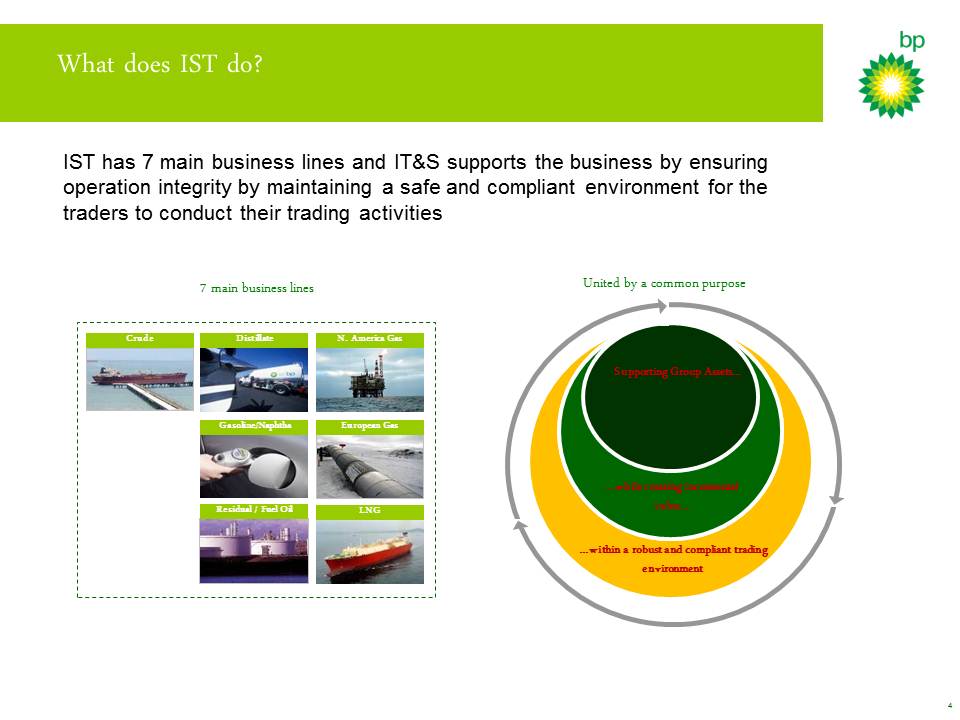 bp
What does IST do?
IST has 7 main business lines and IT&S supports the business by ensuring
operation integrity by maintaining a safe and compliant environment for the
traders to conduct their trading activities
7 main business lines
Crude
Distillate
N. America Gas
Gasoline/Naphtha
European Gas
Residual / Fuel Oil
LNG
United by a common purpose
Supporting Group Assets...
...while creating incremental
value...
...within a robust and compliant trading
environment
4